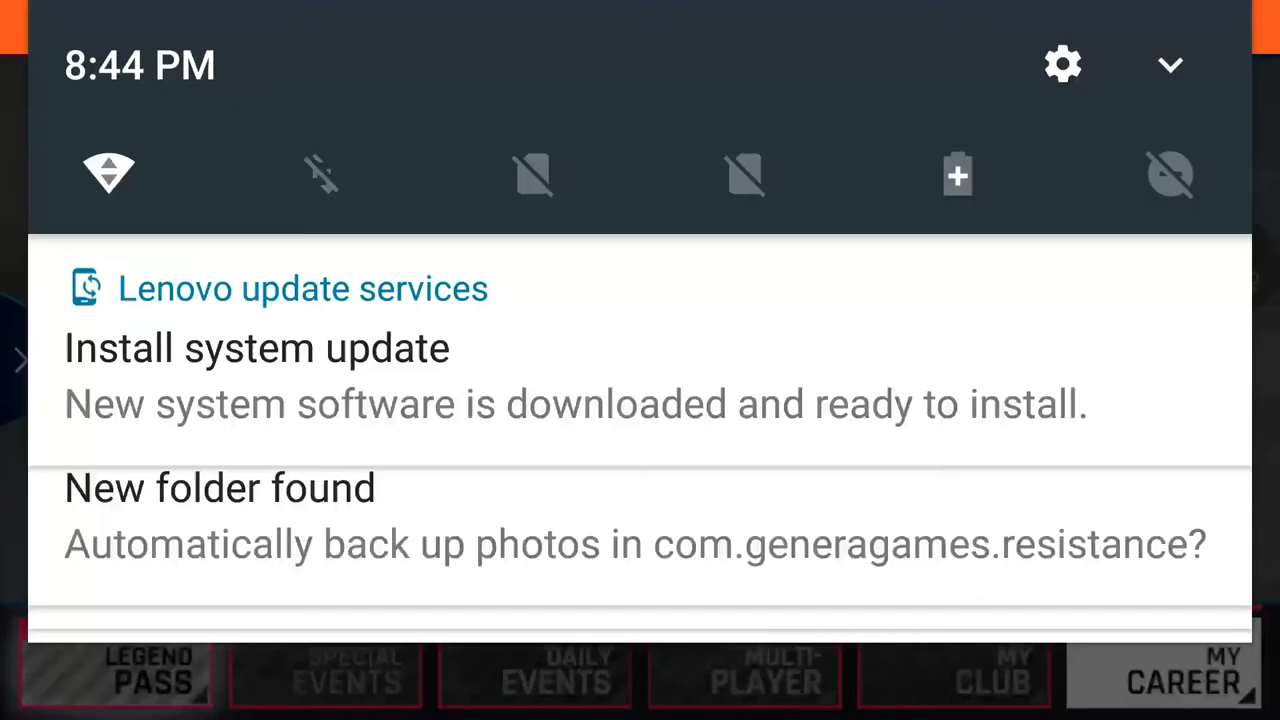 8:44 PM
Lenovo update services
Install system update
New system software is downloaded and ready to install.
New folder found
Automatically back up photos in com.generagames.resistance?
LEGEND PASS
SPECIAL EVENTS
DAILY EVENTS
MULTI-PLAYER
MY CLUB
MY CAREER